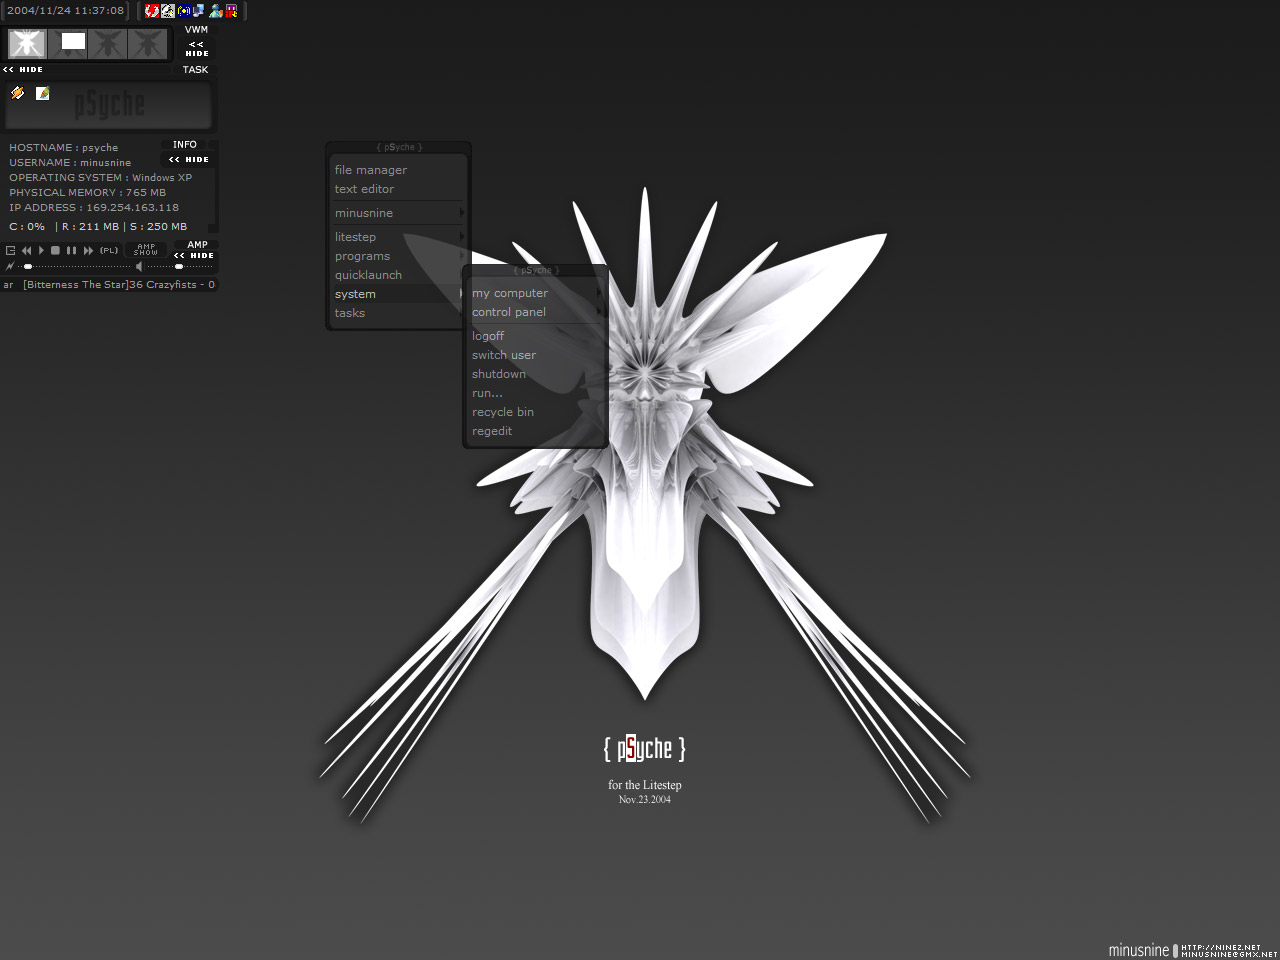 2004/11/24 11:37:08
VWM
<< HIDE
<< HIDE
TASK
pSyche
INFO
<< HIDE
HOSTNAME : psyche
USERNAME : minusnine
OPERATING SYSTEM : Windows XP
PHYSICAL MEMORY : 765 MB
IP ADDRESS : 169.254.163.118
C : 0% | R : 211 MB | S : 250 MB
AMP
<< HIDE
(PL)
AMP SHOW
ar [Bitterness The Star]36 Crazyfists - 0
{ pSyche }
file manager
text editor
minusnine
litestep
programs
quicklaunch
system
tasks
{ pSyche }
my computer
control panel
logoff
switch user
shutdown
run...
recycle bin
regedit
{ pSyche }
for the Litestep
Nov.23.2004
minusnine
HTTP://NINEZ.NET
MINUSNINE@GMX.NET